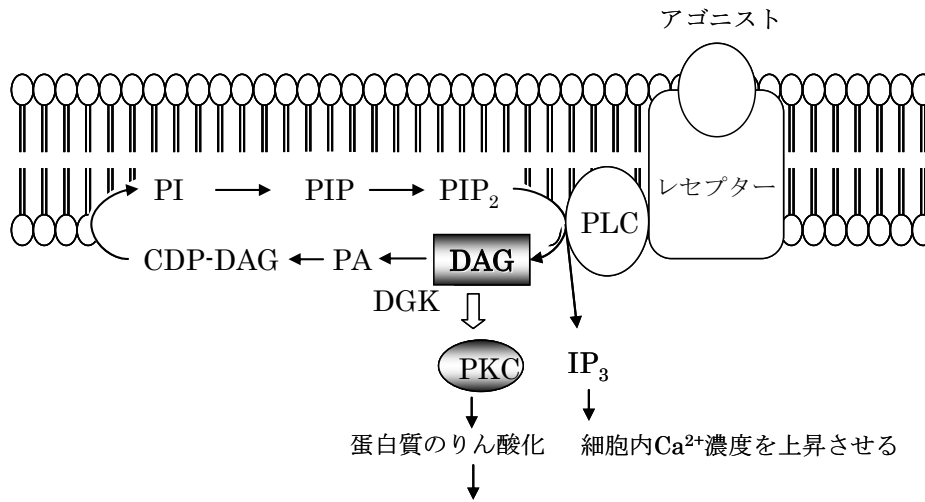 アゴニスト
レセプター
PI PIP PIP₂
PLC
CDP-DAG PA DAG
DGK
PKC IP₃
蛋白質のりん酸化 細胞内Ca²⁺濃度を上昇させる